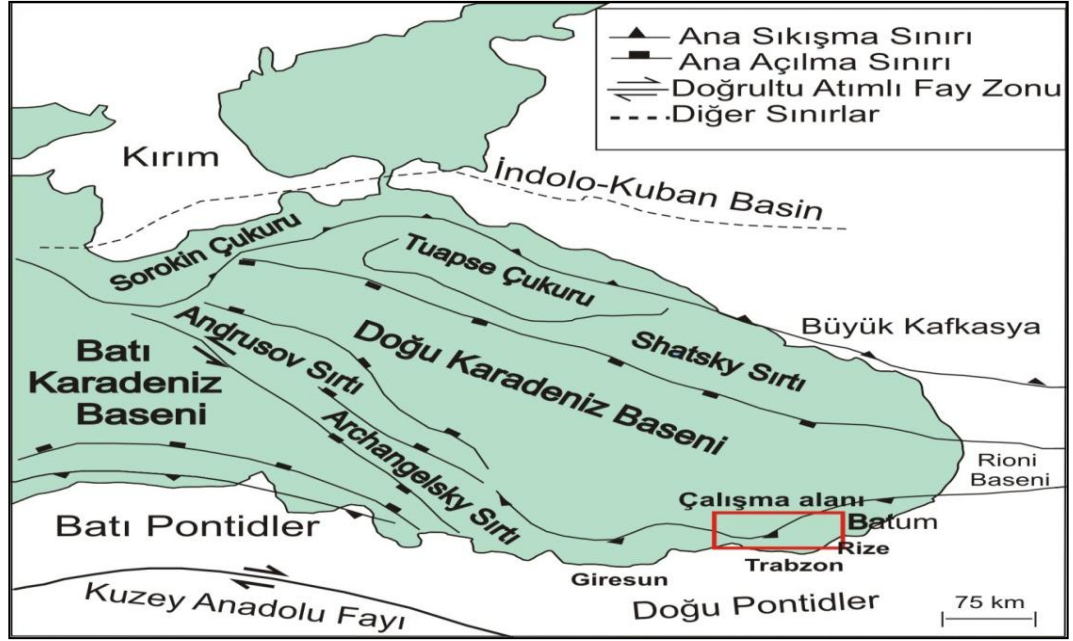 Ana Sıkışma Sınırı
Ana Açılma Sınırı
Doğrultu Atımlı Fay Zonu
Diğer Sınırlar
Kırım
İndolo-Kuban Basin
Sorokin Çukuru
Tuapse Çukuru
Büyük Kafkasya
Shatsky Sırtı
Andrusov Sırtı
Doğu Karadeniz Baseni
Batı
Karadeniz
Baseni
Archangelsky Sırtı
Rioni
Baseni
Çalışma alanı
Batum
Batı Pontidler
Rize
Trabzon
Giresun
Kuzey Anadolu Fayı
Doğu Pontidler
75 km